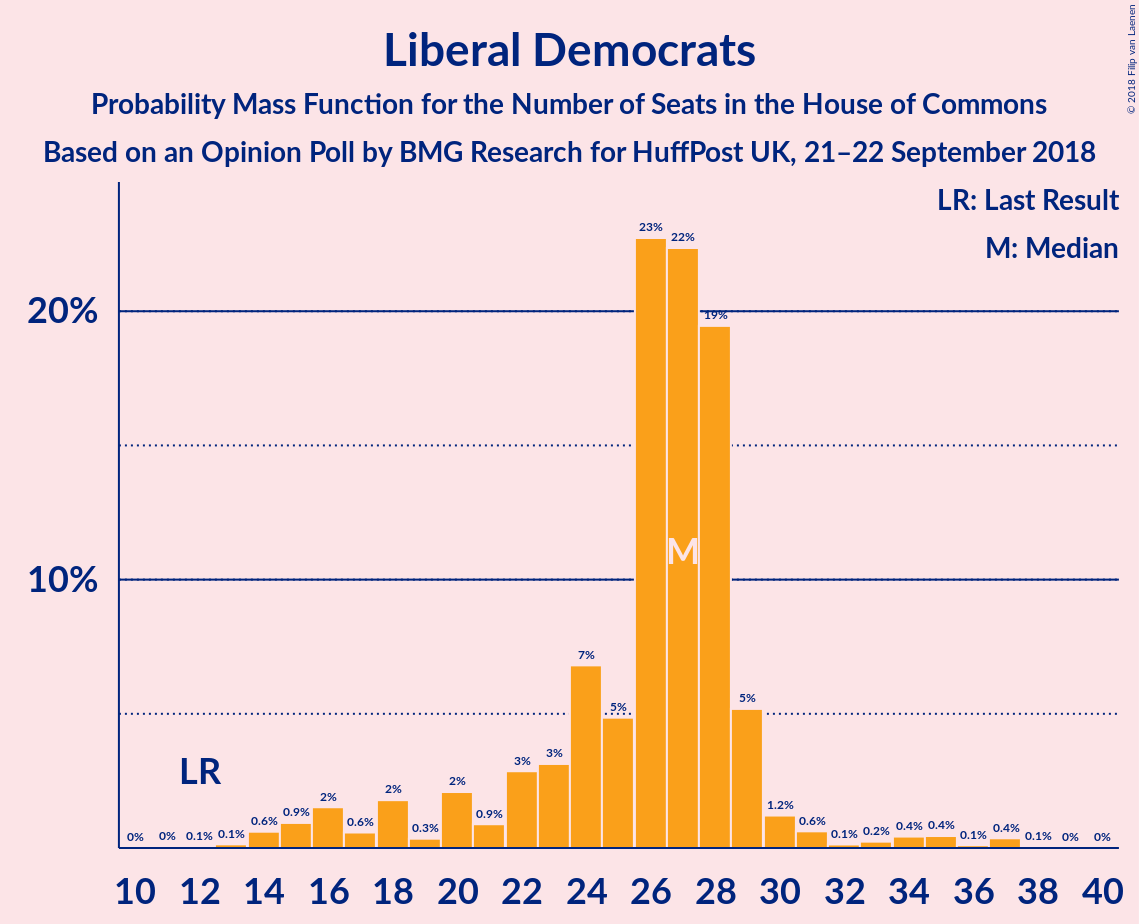 © 2018 Filip van Laenen
Liberal Democrats
Probability Mass Function for the Number of Seats in the House of Commons
Based on an Opinion Poll by BMG Research for HuffPost UK, 21–22 September 2018
LR: Last Result
M: Median
20%
10%
LR
M
0% 0% 0.1% 0.1% 0.6% 0.9% 2% 0.6% 2% 0.3% 2% 0.9% 3% 3% 7% 5% 23% 22% 19% 5% 1.2% 0.6% 0.1% 0.2% 0.4% 0.4% 0.1% 0.4% 0.1% 0% 0%
10 12 14 16 18 20 22 24 26 28 30 32 34 36 38 40